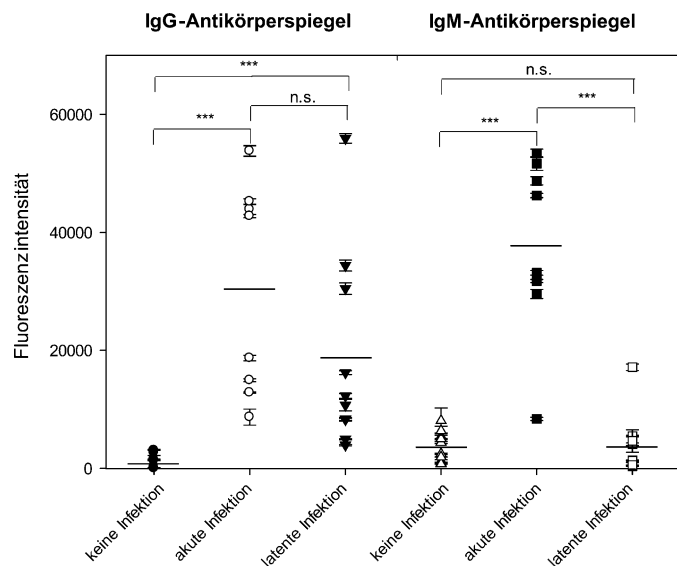 IgG-Antikörperspiegel IgM-Antikörperspiegel
*** n.s.
*** n.s. *** ***
Fluoreszenzintensität
60000
40000
20000
0
keine Infektion akute Infektion latente Infektion keine Infektion akute Infektion latente Infektion